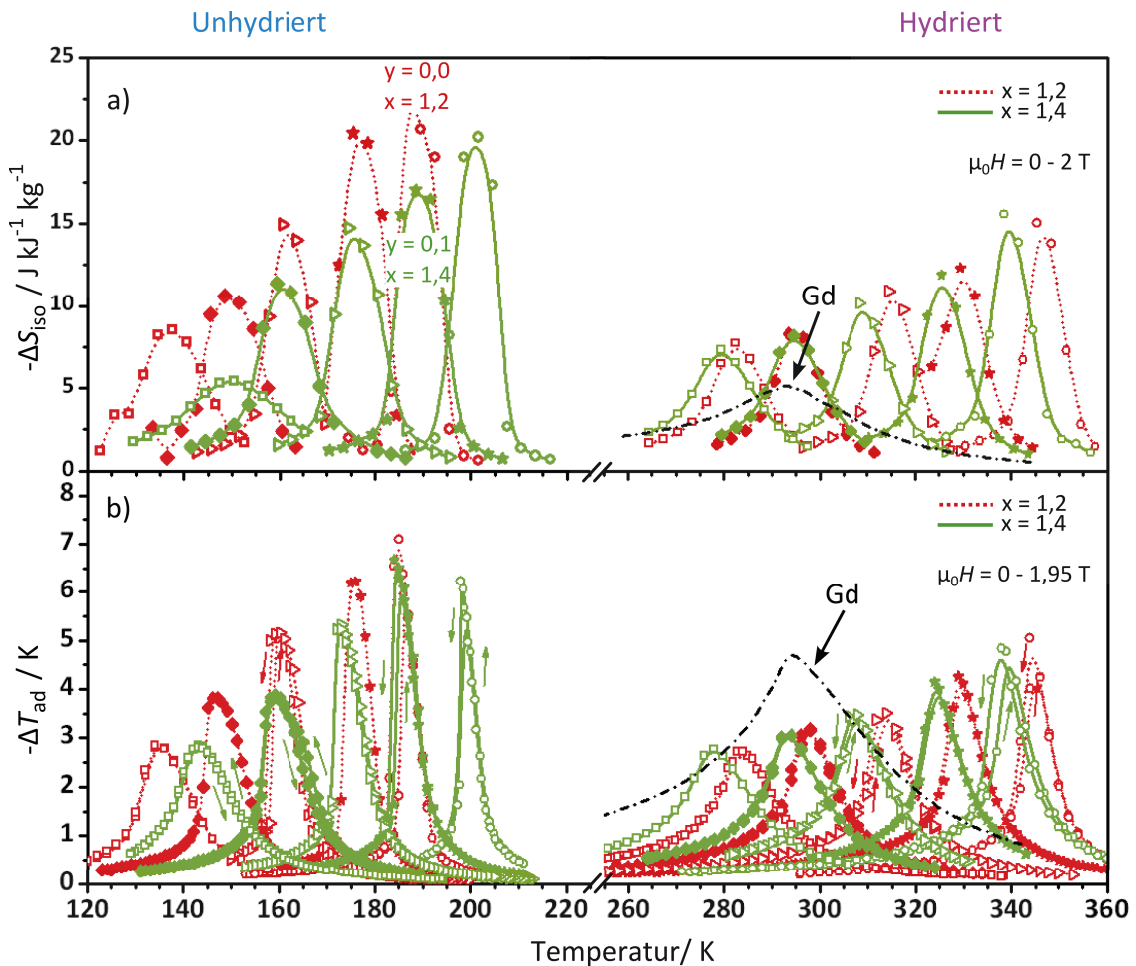 Unhydriert
Hydriert
a)
y = 0,0
x = 1,2
y = 0,1
x = 1,4
Gd
x = 1,2
x = 1,4
μ₀H = 0 - 2 T
-ΔS_iso / J kJ⁻¹ kg⁻¹
25
20
15
10
5
0
b)
Gd
x = 1,2
x = 1,4
μ₀H = 0 - 1,95 T
-ΔT_ad / K
8
7
6
5
4
3
2
1
0
120 140 160 180 200 220 260 280 300 320 340 360
Temperatur/ K